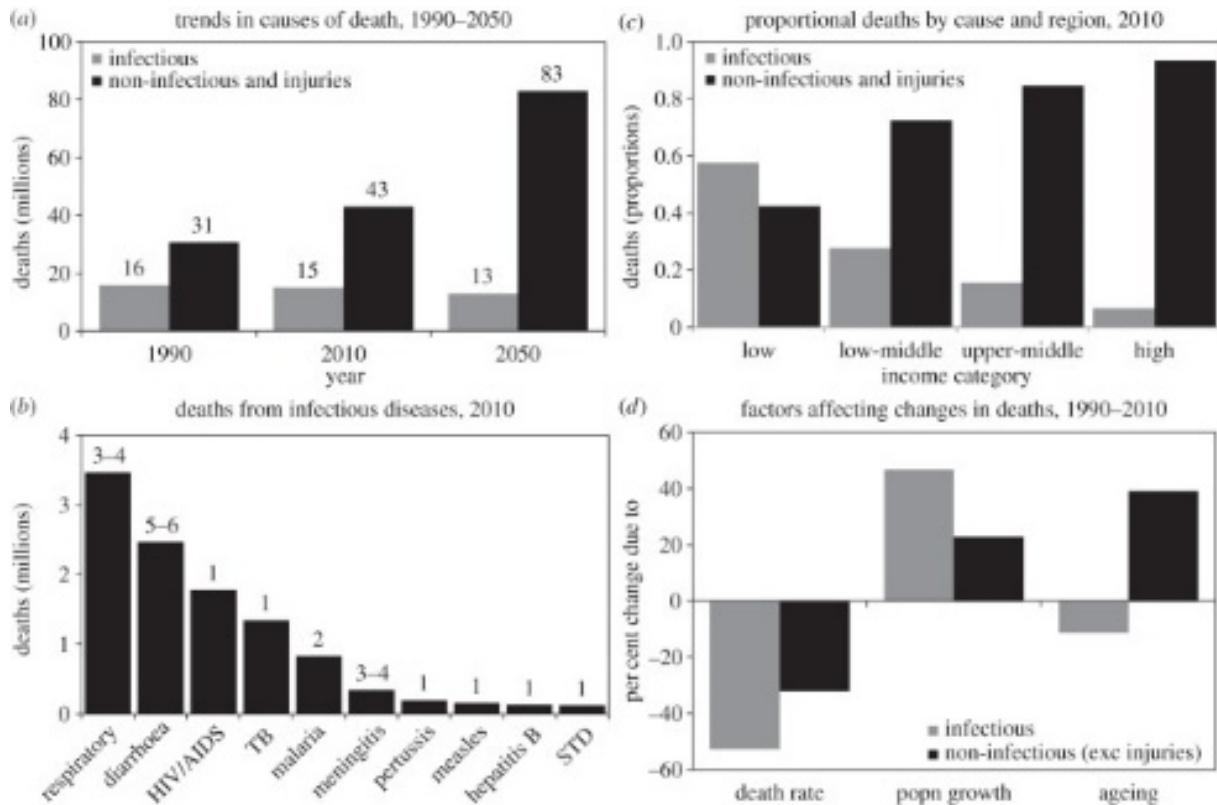 (a) trends in causes of death, 1990–2050
100
80
60
40
20
0
deaths (millions)
infectious
non-infectious and injuries
16
31
15
43
13
83
1990
2010
2050
year
(c) proportional deaths by cause and region, 2010
1.0
0.8
0.6
0.4
0.2
0
deaths (proportions)
infectious
non-infectious and injuries
low
low-middle
upper-middle
high
income category
(b) deaths from infectious diseases, 2010
4
3
2
1
0
deaths (millions)
3–4
5–6
1
1
2
3–4
1
1
1
1
respiratory
diarrhoea
HIV/AIDS
TB
malaria
meningitis
pertussis
measles
hepatitis B
STD
(d) factors affecting changes in deaths, 1990–2010
60
40
20
0
–20
–40
–60
per cent change due to
infectious
non-infectious (exc injuries)
death rate
popn growth
ageing